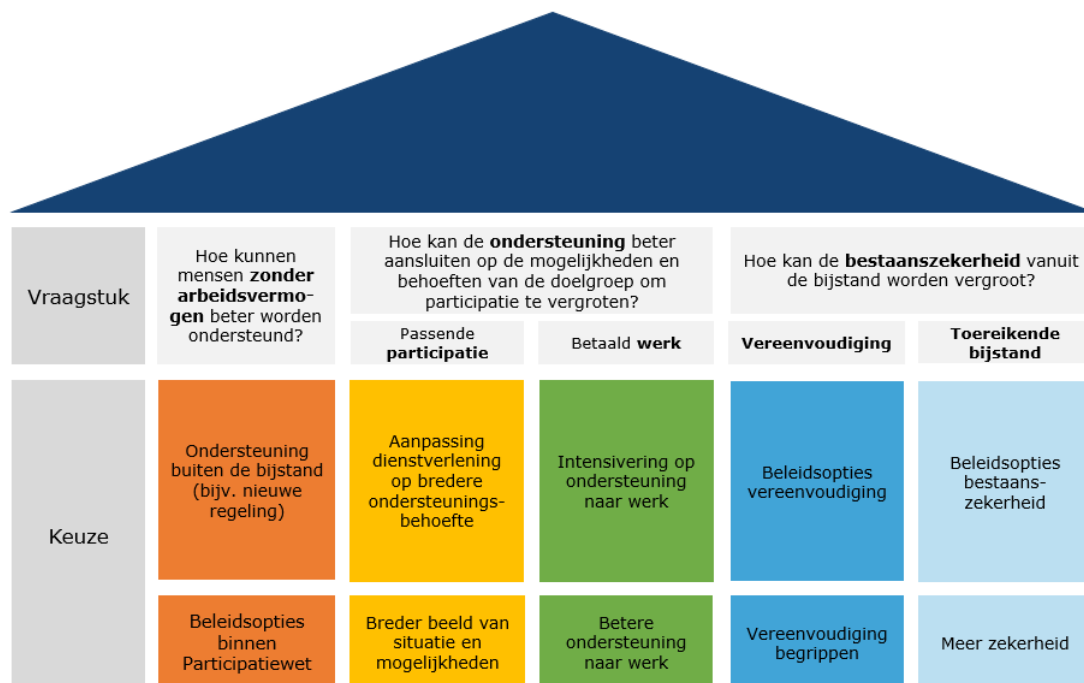 Vraagstuk
Hoe kunnen
mensen zonder
arbeidsvermo-
gen beter worden
ondersteund?
Hoe kan de ondersteuning beter
aansluiten op de mogelijkheden en
behoeften van de doelgroep om
participatie te vergroten?
Passende
participatie
Betaald werk
Hoe kan de bestaanszekerheid vanuit
de bijstand worden vergroot?
Vereenvoudiging
Toereikende
bijstand
Keuze
Ondersteuning
buiten de bijstand
(bijv. nieuwe
regeling)
Aanpassing
dienstverlening
op bredere
ondersteunings-
behoefte
Intensivering op
ondersteuning
naar werk
Beleidsopties
vereenvoudiging
Beleidsopties
bestaans-
zekerheid
Beleidsopties
binnen
Participatiewet
Breder beeld van
situatie en
mogelijkheden
Betere
ondersteuning
naar werk
Vereenvoudiging
begrippen
Meer zekerheid